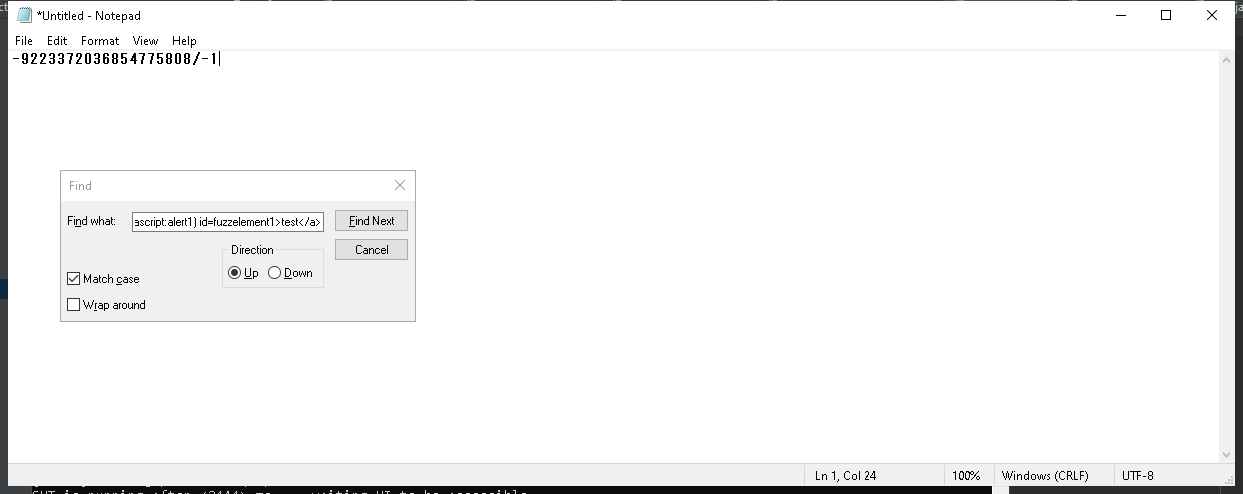 *Untitled - Notepad
File Edit Format View Help
-9223372036854775808/-1
Find
Find what: ascript:alert1) id=fuzzelement1>test</a> Find Next
Direction Cancel
Up Down
Match case
Wrap around
Ln 1, Col 24 100% Windows (CRLF) UTF-8